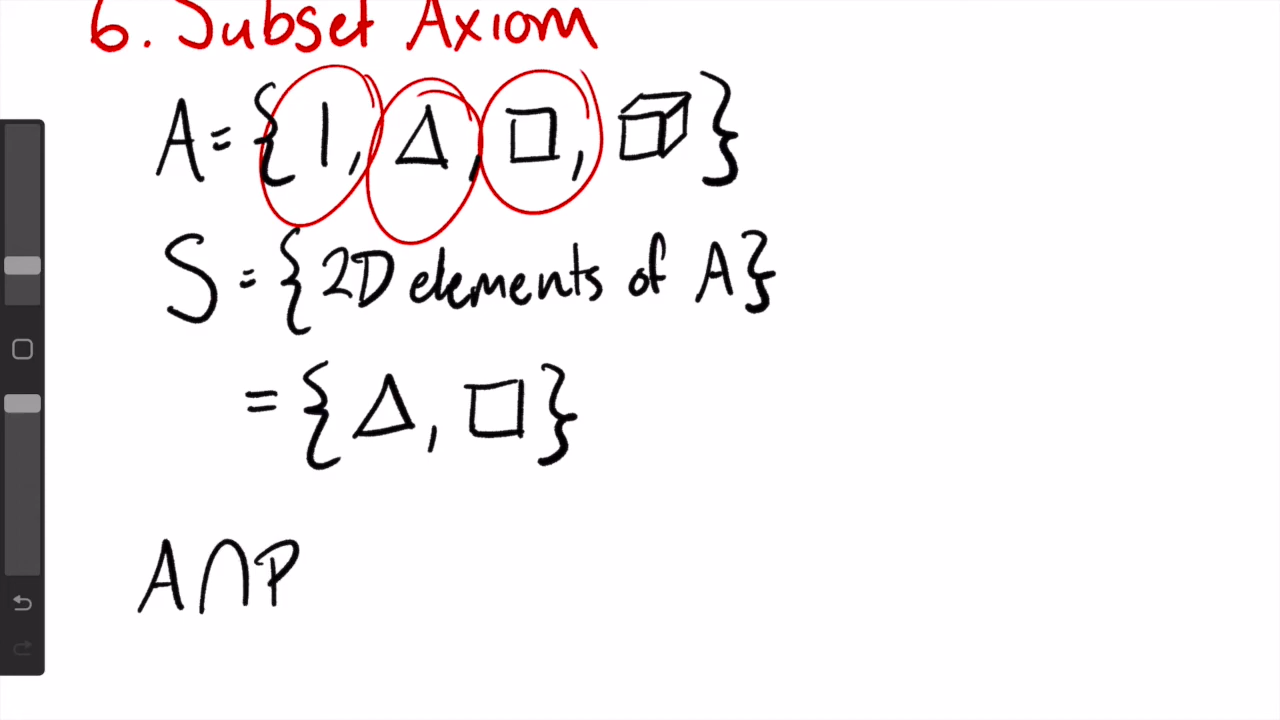 6. Subset Axiom
A = {1, △, □, }
S = {2D elements of A}
= {△, □}
A∩P